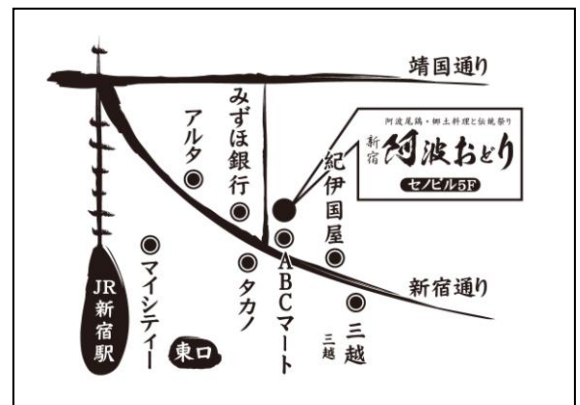 靖国通り
みずほ銀行
アルタ
阿波尾鶏・郷土料理と伝統祭り
新宿
阿波おどり
セノビル5F
紀伊国屋
新宿通り
ABCマート
タカノ
マイシティー
JR新宿駅
東口
三越
三越